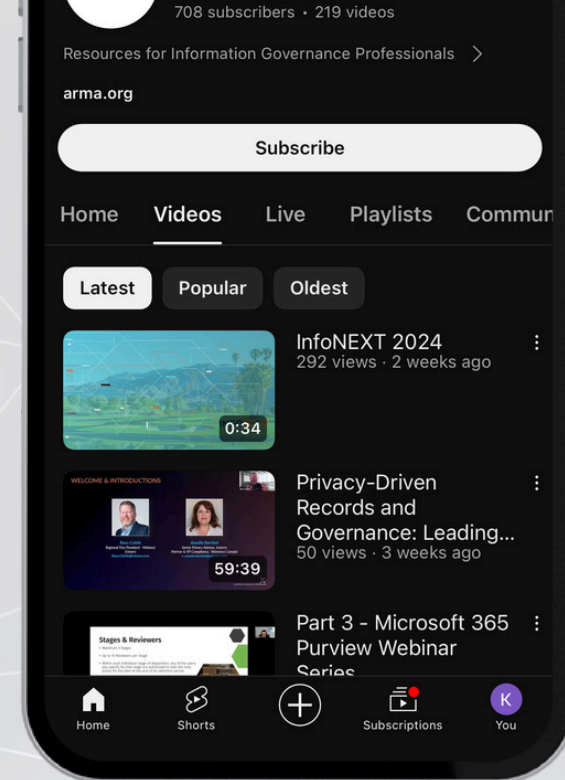 708 subscribers • 219 videos
Resources for Information Governance Professionals >
arma.org
Subscribe
Home Videos Live Playlists Commun
Latest Popular Oldest
InfoNEXT 2024
292 views · 2 weeks ago
0:34
WELCOME & INTRODUCTIONS
59:39
Privacy-Driven
Records and
Governance: Leading...
50 views · 3 weeks ago
Stages & Reviewers
Part 3 - Microsoft 365
Purview Webinar
Series
Home Shorts Subscriptions K You